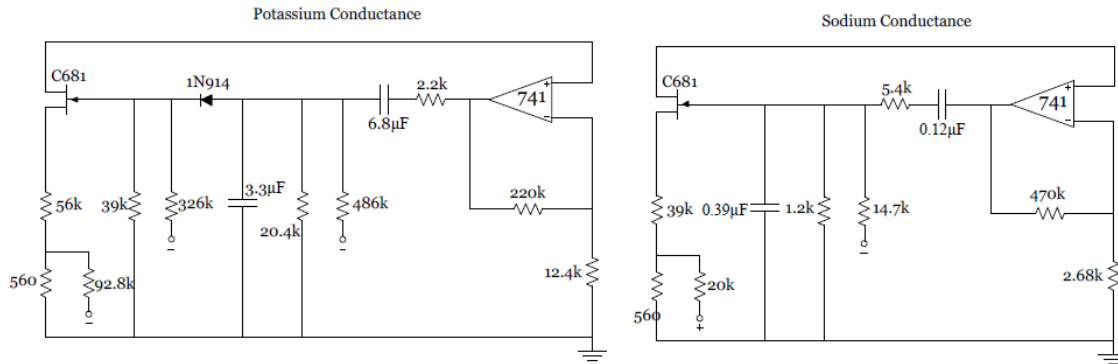 Potassium Conductance
C681
1N914
2.2k
741
+
−
6.8µF
56k
39k
326k
3.3µF
20.4k
486k
220k
12.4k
560
92.8k
−
−
−
Sodium Conductance
C681
5.4k
741
+
−
0.12µF
39k
0.39µF
1.2k
14.7k
470k
2.68k
560
20k
−
+